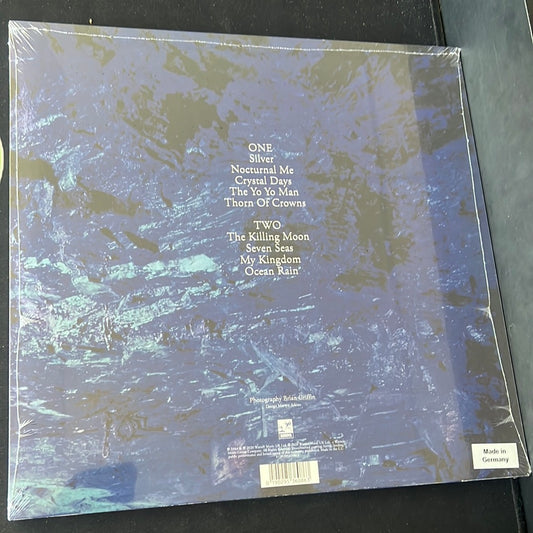 ONE
Silver
Nocturnal Me
Crystal Days
The Yo Yo Man
Thorn Of Crowns
TWO
The Killing Moon
Seven Seas
My Kingdom
Ocean Rain
Photography Brian Griffin
Made in
Germany